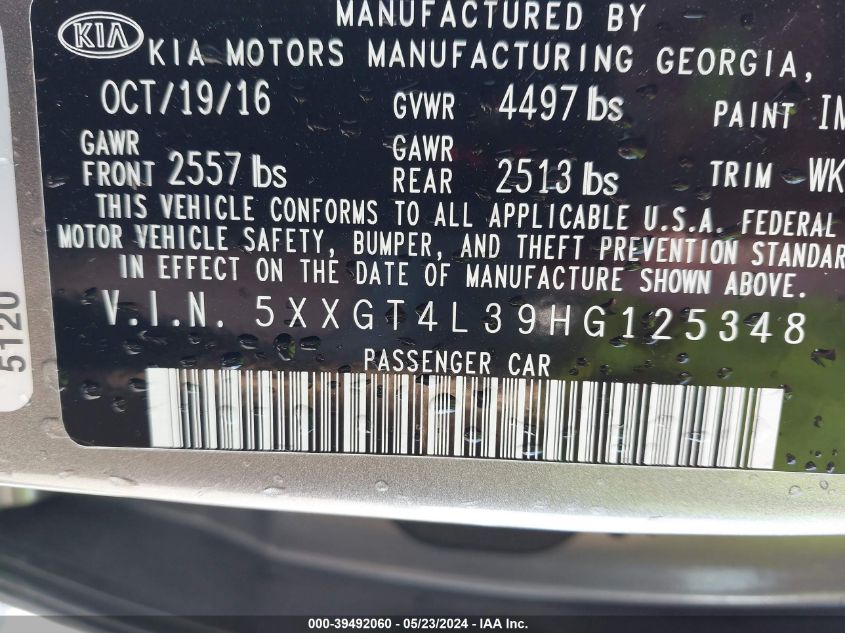 MANUFACTURED BY
KIA KIA MOTORS MANUFACTURING GEORGIA,
OCT/19/16 GVWR 4497 lbs PAINT
GAWR FRONT 2557 lbs GAWR REAR 2513 lbs TRIM WK
THIS VEHICLE CONFORMS TO ALL APPLICABLE U.S.A. FEDERAL
MOTOR VEHICLE SAFETY, BUMPER, AND THEFT PREVENTION STANDAR
IN EFFECT ON THE DATE OF MANUFACTURE SHOWN ABOVE.
V.I.N. 5XXGT4L39HG125348
PASSENGER CAR
5120
000-39492060 - 05/23/2024 - IAA Inc.